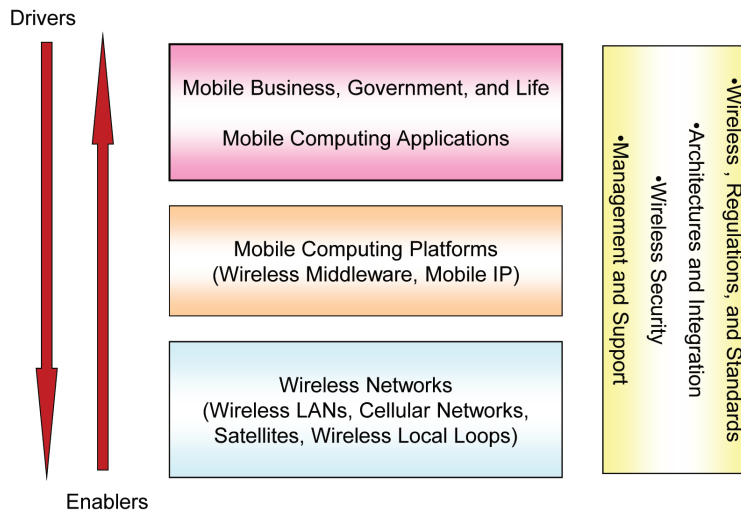 Drivers
Mobile Business, Government, and Life
Mobile Computing Applications
Mobile Computing Platforms
(Wireless Middleware, Mobile IP)
Wireless Networks
(Wireless LANs, Cellular Networks,
Satellites, Wireless Local Loops)
Enablers
•Wireless , Regulations, and Standards
•Architectures and Integration
•Wireless Security
•Management and Support